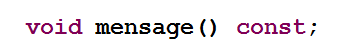 void mensage() const;